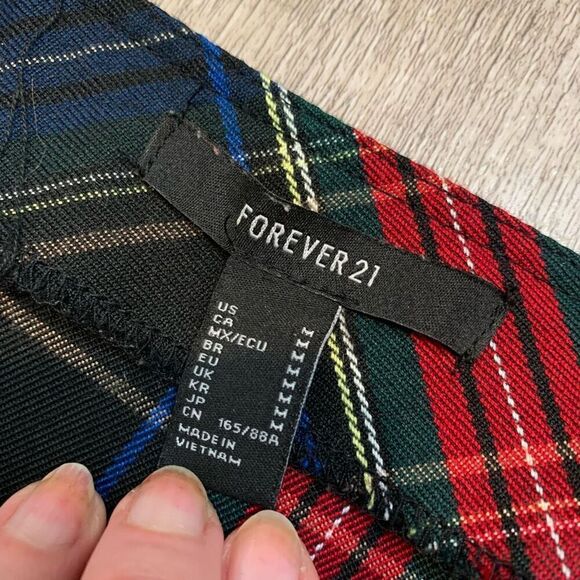 FOREVER 21
US M
CA M
MX/ECU M
BR M
EU M
UK M
KR M
JP M
CN 165/88A
MADE IN
VIETNAM